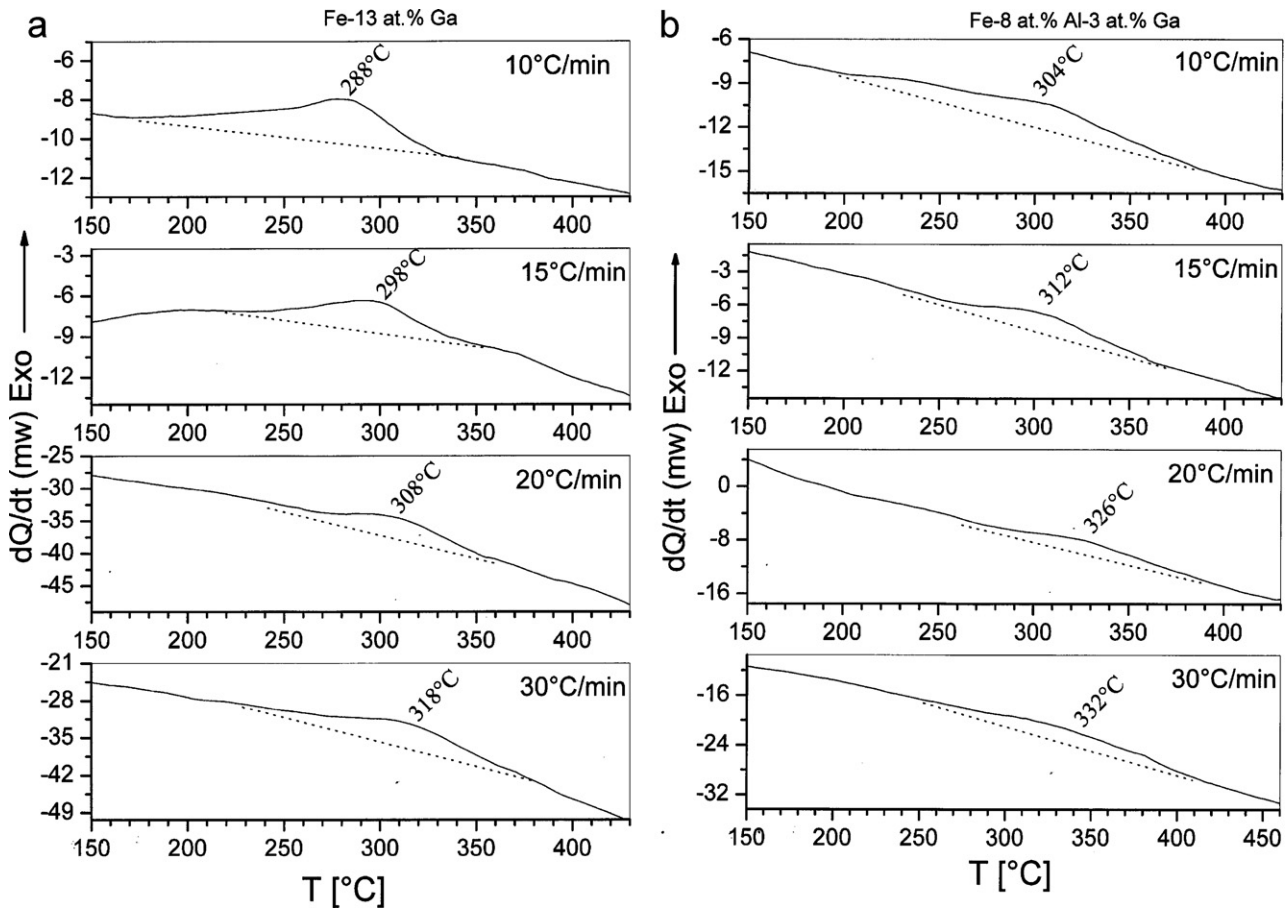 a
Fe-13 at.% Ga
-6
-8
-10
-12
288°C
10°C/min
150 200 250 300 350 400
-3
-6
-9
-12
298°C
15°C/min
150 200 250 300 350 400
-25
-30
-35
-40
-45
308°C
20°C/min
150 200 250 300 350 400
-21
-28
-35
-42
-49
318°C
30°C/min
150 200 250 300 350 400
dQ/dt (mw) Exo
T [°C]
b
Fe-8 at.% Al-3 at.% Ga
-6
-9
-12
-15
304°C
10°C/min
150 200 250 300 350 400
-3
-6
-9
-12
312°C
15°C/min
150 200 250 300 350 400
0
-8
-16
326°C
20°C/min
150 200 250 300 350 400
-16
-24
-32
332°C
30°C/min
150 200 250 300 350 400 450
dQ/dt (mw) Exo
T [°C]